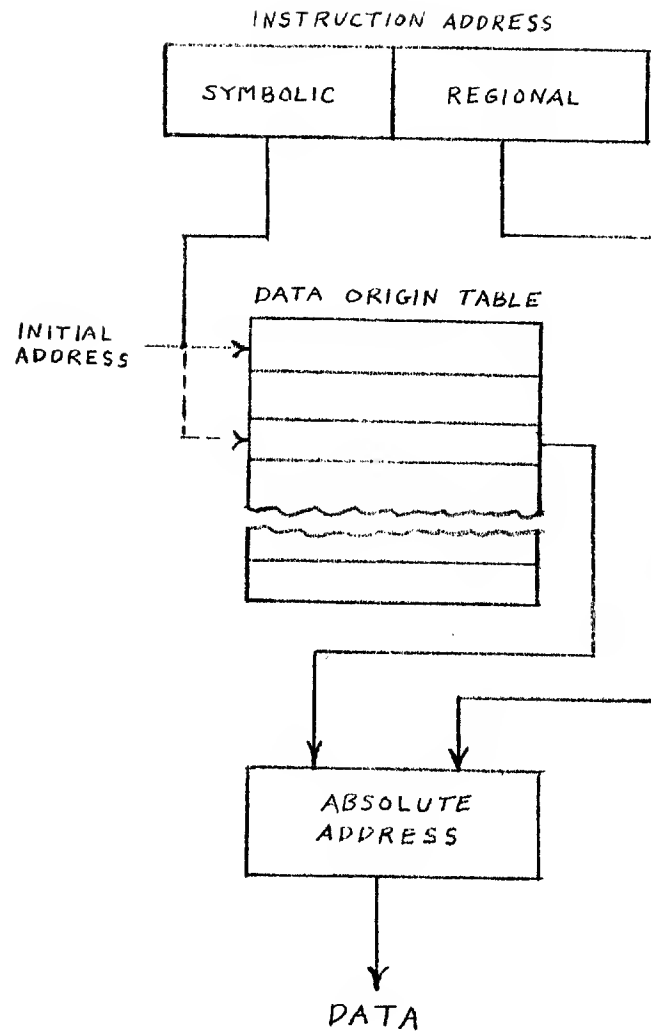 INSTRUCTION ADDRESS
SYMBOLIC
REGIONAL
DATA ORIGIN TABLE
INITIAL
ADDRESS
ABSOLUTE
ADDRESS
DATA